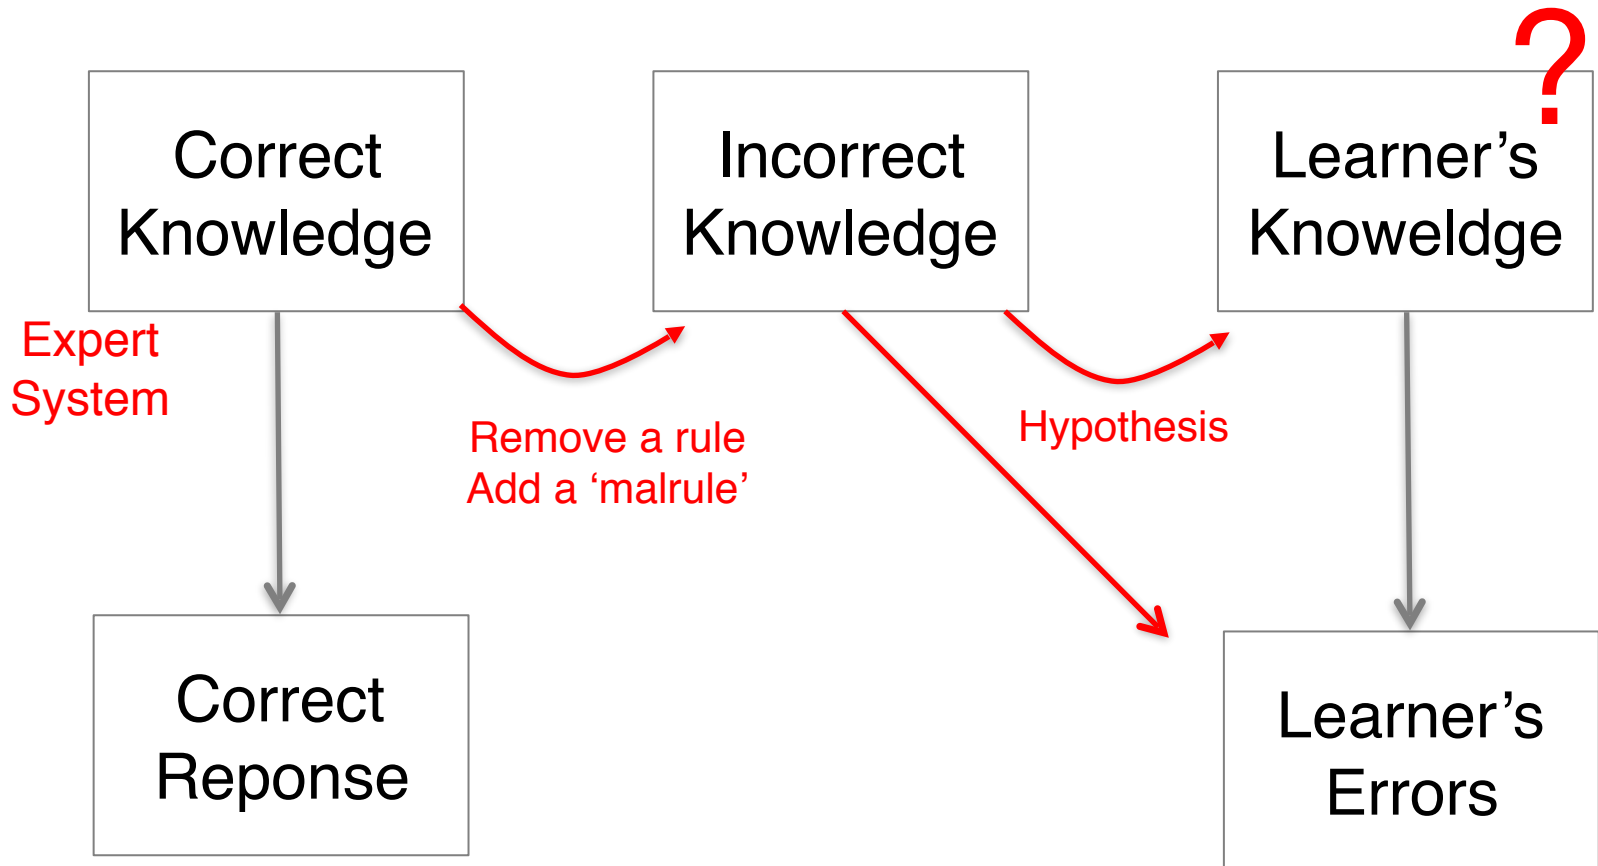 ?
Correct
Knowledge
Incorrect
Knowledge
Learner’s
Knoweldge
Expert
System
Remove a rule
Add a ‘malrule’
Hypothesis
Correct
Reponse
Learner’s
Errors